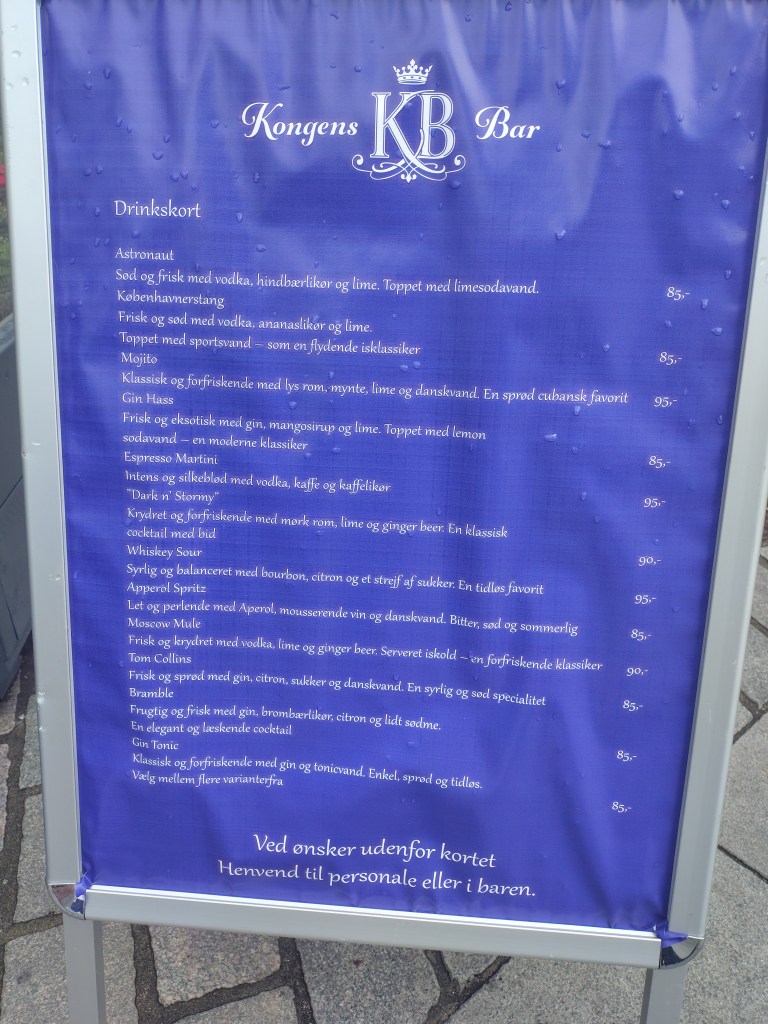 Kongens KB Bar
Drinkskort
Astronaut
Sød og frisk med vodka, hindbærlikør og lime. Toppet med limesodavand. 85,-
Københavnerstang
Frisk og sød med vodka, ananaslikør og lime.
Toppet med sportsvand – som en flydende isklassiker 85,-
Mojito
Klassisk og forfriskende med lys rom, mynte, lime og danskvand. En sprød cubansk favorit 95,-
Gin Hass
Frisk og eksotisk med gin, mangosirup og lime. Toppet med lemon
sodavand – en moderne klassiker 85,-
Espresso Martini
Intens og silkeblød med vodka, kaffe og kaffelikør 95,-
"Dark n' Stormy"
Krydret og forfriskende med mørk rom, lime og ginger beer. En klassisk
cocktail med bid 90,-
Whiskey Sour
Syrlig og balanceret med bourbon, citron og et strejf af sukker. En tidløs favorit 95,-
Apperol Spritz
Let og perlende med Aperol, mousserende vin og danskvand. Bitter, sød og sommerlig 85,-
Moscow Mule
Frisk og krydret med vodka, lime og ginger beer. Serveret iskold – en forfriskende klassiker 90,-
Tom Collins
Frisk og sprød med gin, citron, sukker og danskvand. En syrlig og sød specialitet 85,-
Bramble
Frugtig og frisk med gin, brombærlikør, citron og lidt sødme.
En elegant og læskende cocktail 85,-
Gin Tonic
Klassisk og forfriskende med gin og tonicvand. Enkel, sprød og tidløs.
Vælg mellem flere varianterfra 85,-
Ved ønsker udenfor kortet
Henvend til personale eller i baren.